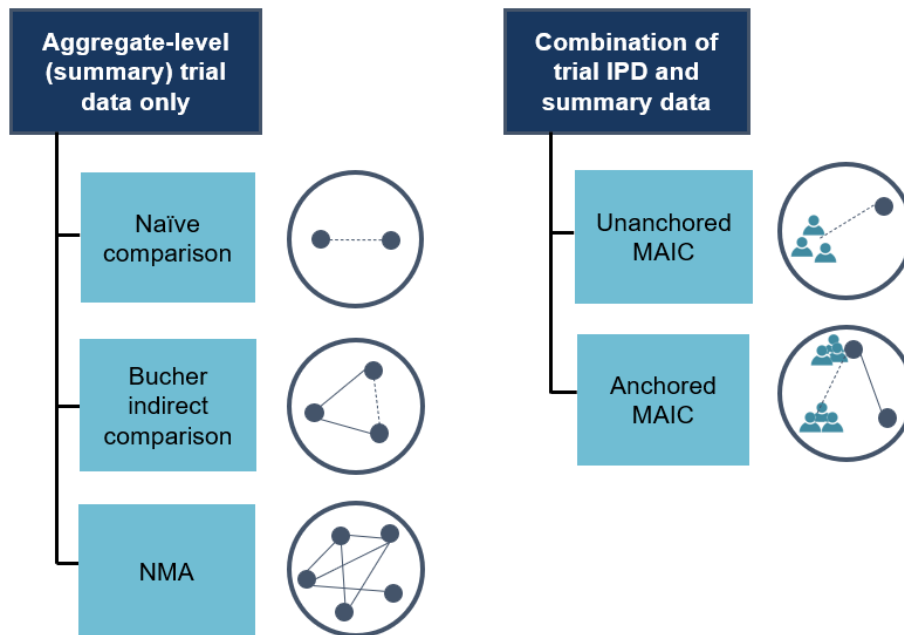 Aggregate-level
(summary) trial
data only
Naïve
comparison
Bucher
indirect
comparison
NMA
Combination of
trial IPD and
summary data
Unanchored
MAIC
Anchored
MAIC